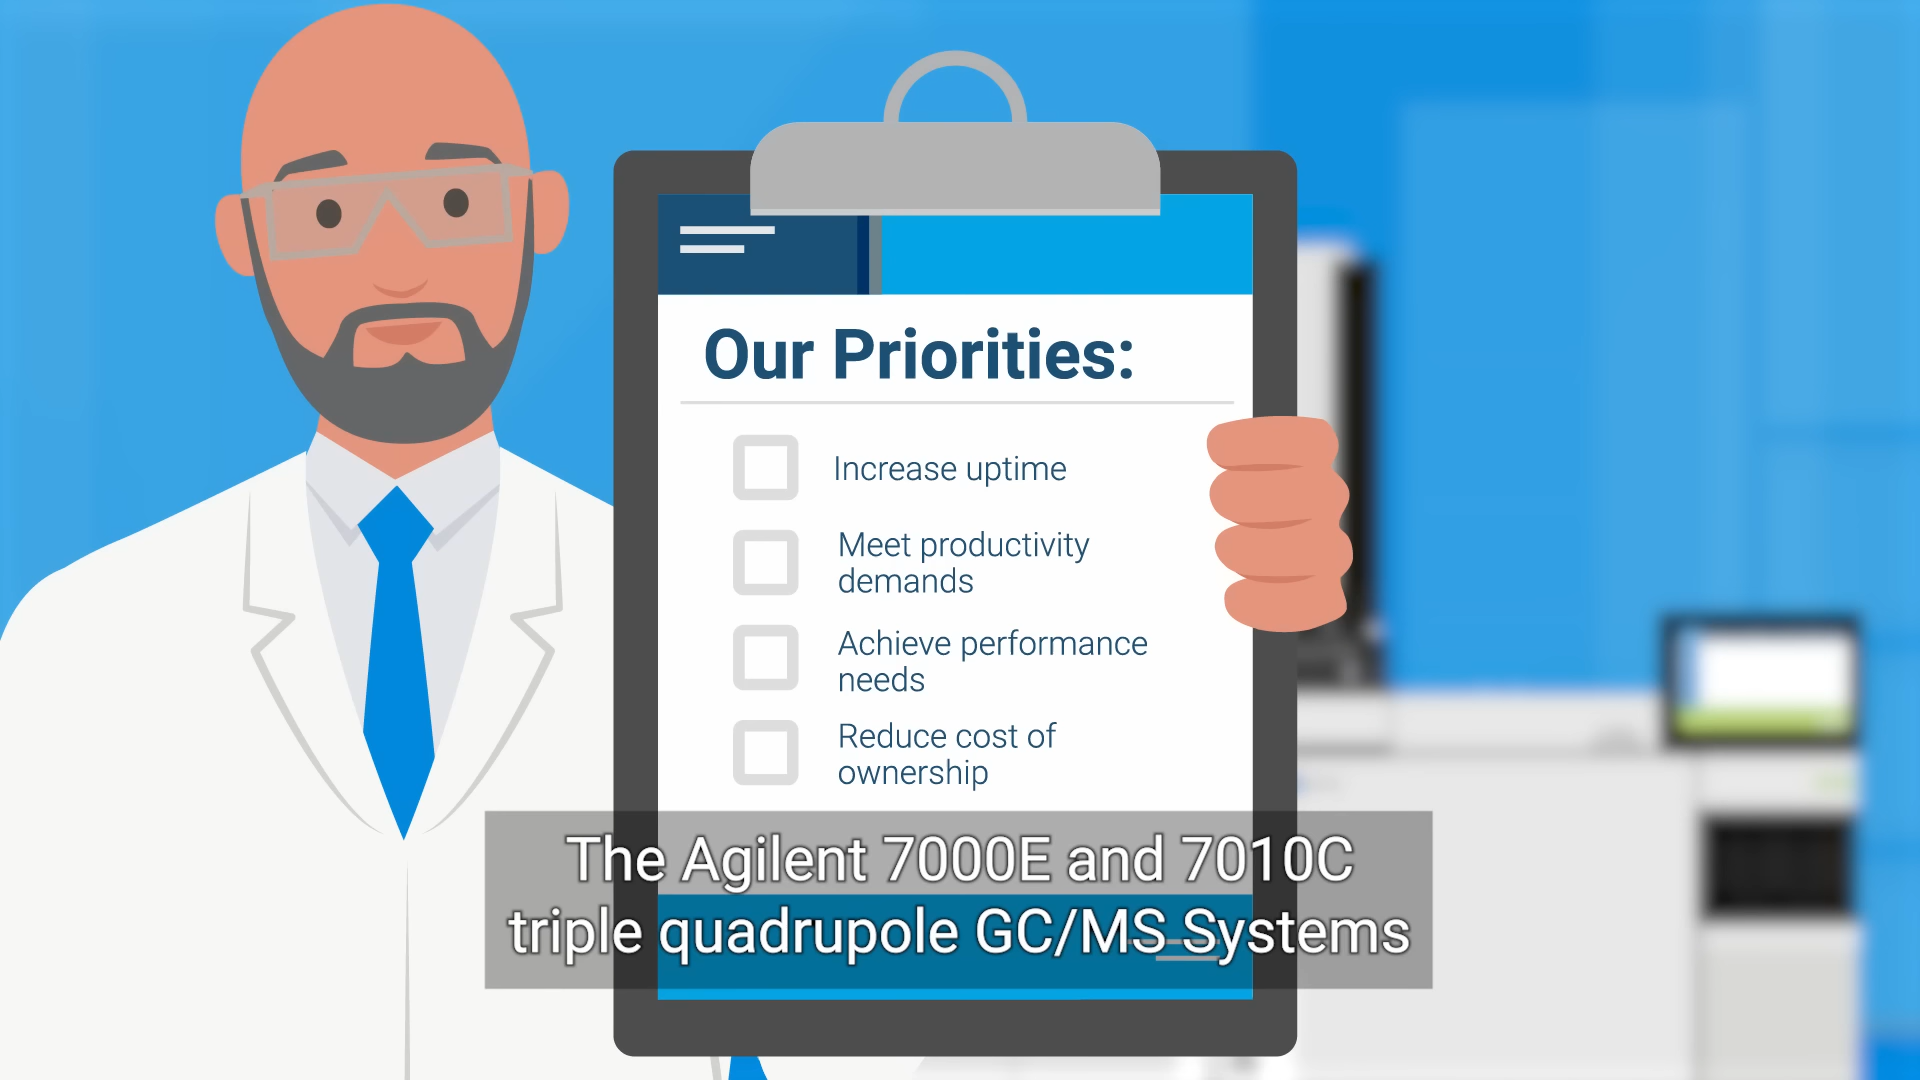 Our Priorities:
Increase uptime
Meet productivity
demands
Achieve performance
needs
Reduce cost of
ownership
The Agilent 7000E and 7010C
triple quadrupole GC/MS Systems